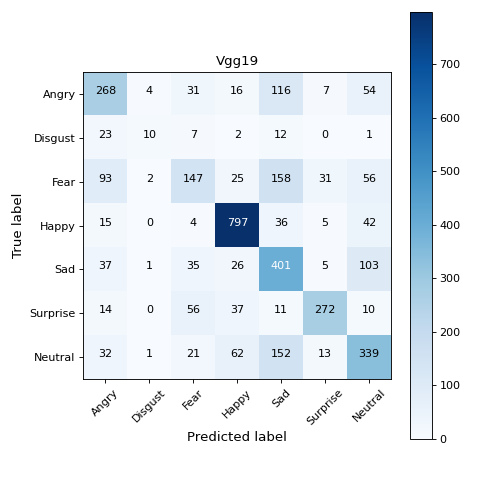 Vgg19
True label
Angry 268 4 31 16 116 7 54
Disgust 23 10 7 2 12 0 1
Fear 93 2 147 25 158 31 56
Happy 15 0 4 797 36 5 42
Sad 37 1 35 26 401 5 103
Surprise 14 0 56 37 11 272 10
Neutral 32 1 21 62 152 13 339
Angry Disgust Fear Happy Sad Surprise Neutral
Predicted label
700
600
500
400
300
200
100
0